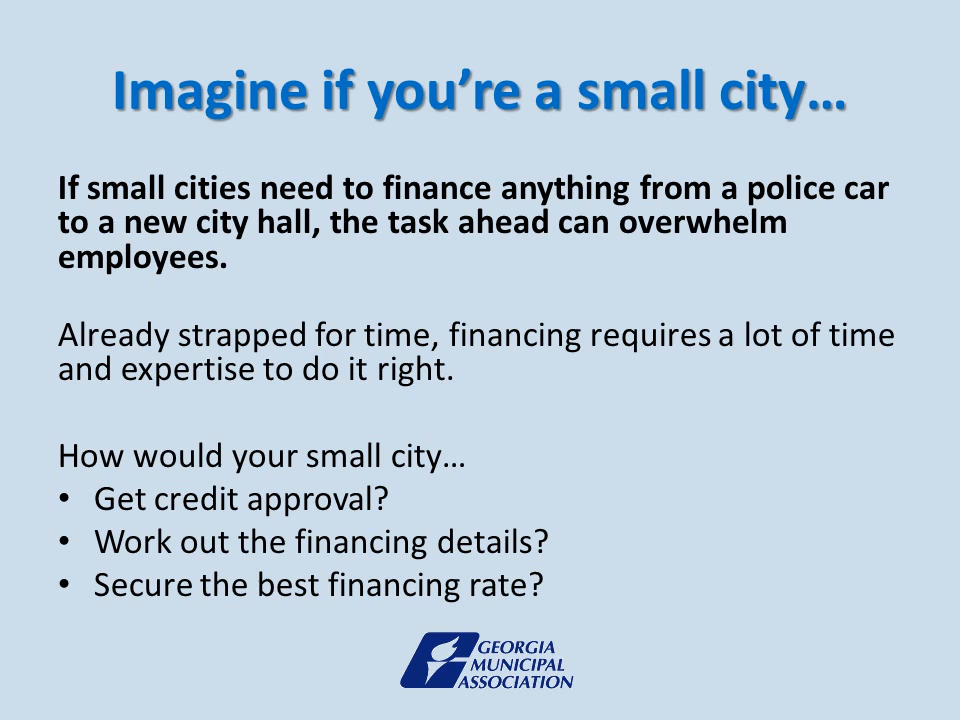 Imagine if you’re a small city…
If small cities need to finance anything from a police car
to a new city hall, the task ahead can overwhelm
employees.
Already strapped for time, financing requires a lot of time
and expertise to do it right.
How would your small city…
• Get credit approval?
• Work out the financing details?
• Secure the best financing rate?
GEORGIA
MUNICIPAL
ASSOCIATION